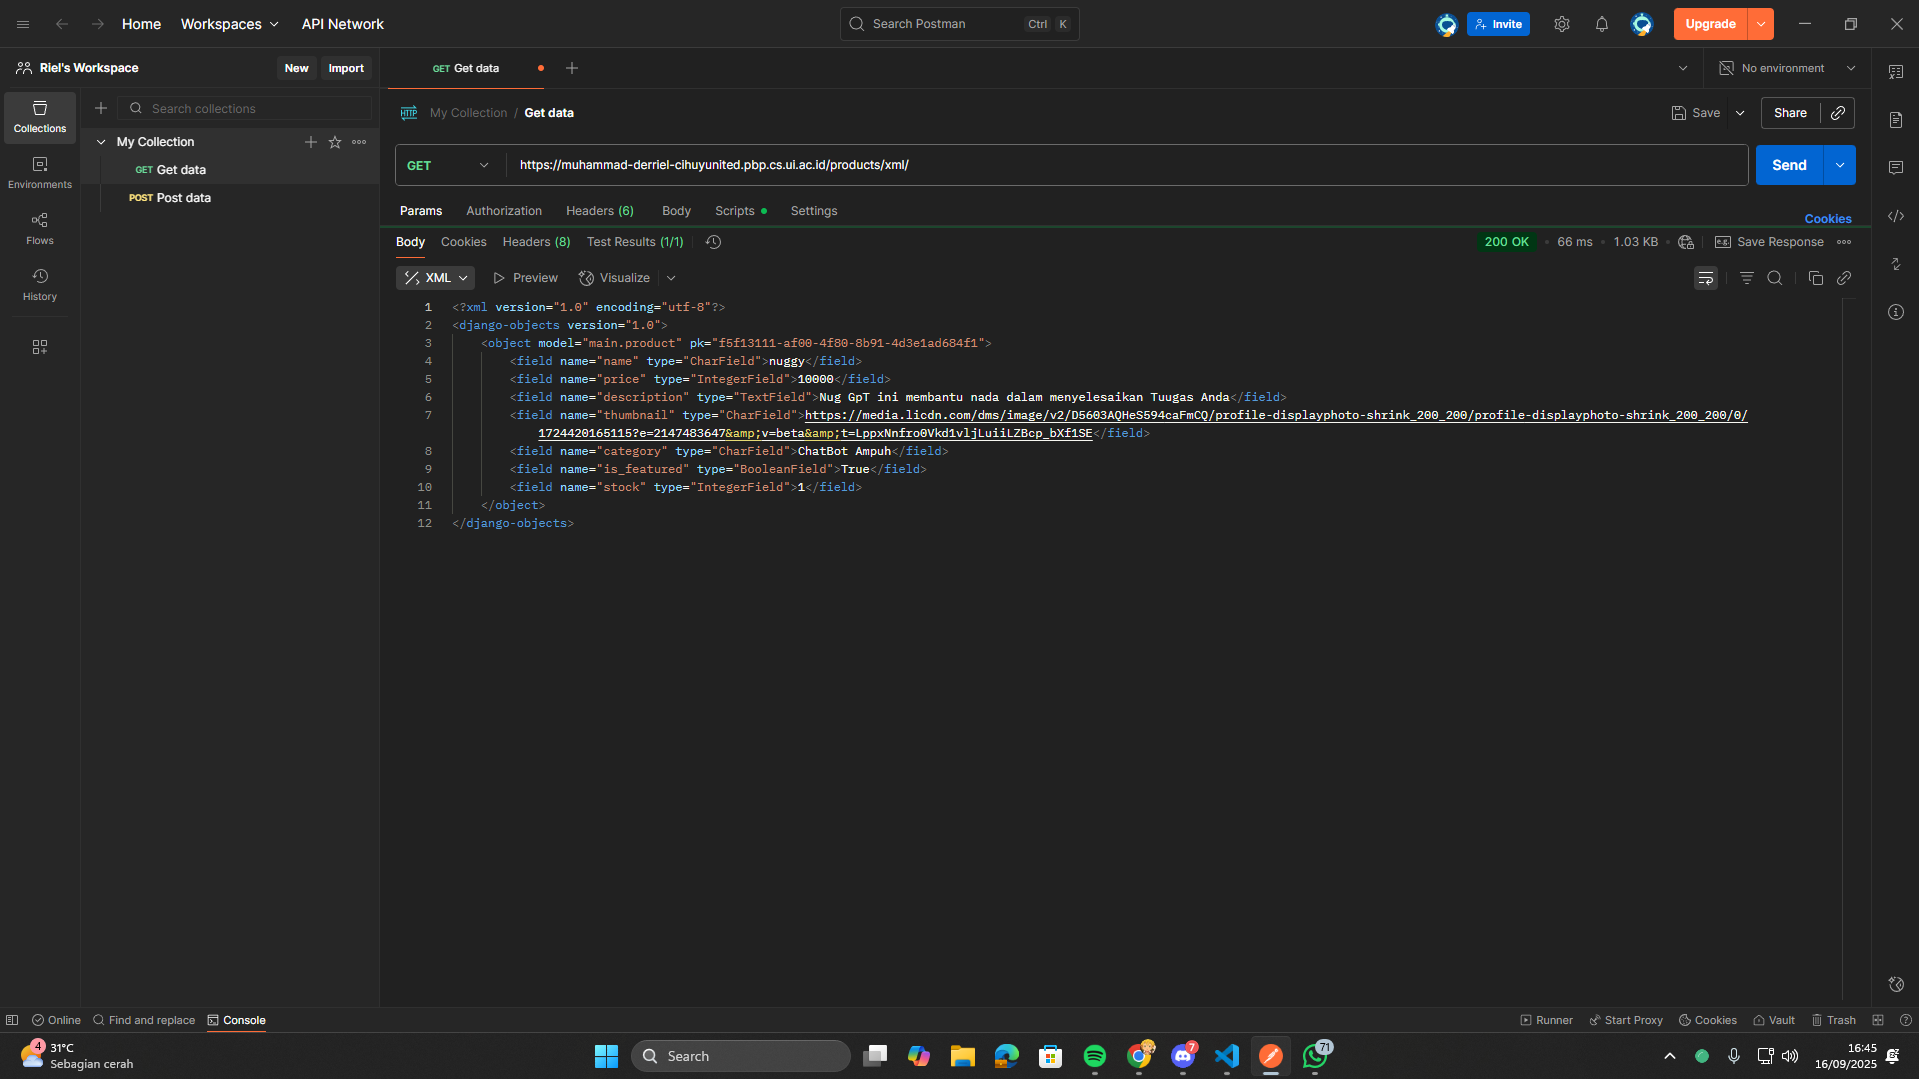 Home
Workspaces
API Network
Search Postman
Ctrl K
Invite
Upgrade
Riel's Workspace
New
Import
GET Get data
No environment
Collections
Search collections
My Collection
GET Get data
POST Post data
Environments
Flows
History
HTTP
My Collection / Get data
Save
Share
GET
https://muhammad-derriel-cihuyunited.pbp.cs.ui.ac.id/products/xml/
Send
Params
Authorization
Headers (6)
Body
Scripts
Settings
Cookies
Body
Cookies
Headers (8)
Test Results (1/1)
200 OK
66 ms
1.03 KB
e.g.
Save Response
XML
Preview
Visualize
1 <?xml version="1.0" encoding="utf-8"?>
2 <django-objects version="1.0">
3 <object model="main.product" pk="f5f13111-af00-4f80-8b91-4d3e1ad684f1">
4 <field name="name" type="CharField">nuggy</field>
5 <field name="price" type="IntegerField">10000</field>
6 <field name="description" type="TextField">Nug GpT ini membantu nada dalam menyelesaikan Tuugas Anda</field>
7 <field name="thumbnail" type="CharField">https://media.licdn.com/dms/image/v2/D5603AQHeS594caFmCQ/profile-displayphoto-shrink_200_200/profile-displayphoto-shrink_200_200/0/
1724420165115?e=2147483647&amp;v=beta&amp;t=LppxNnfro0Vkd1vljLuiiLZBcp_bXf1SE</field>
8 <field name="category" type="CharField">ChatBot Ampuh</field>
9 <field name="is_featured" type="BooleanField">True</field>
10 <field name="stock" type="IntegerField">1</field>
11 </object>
12 </django-objects>
Online
Find and replace
Console
Runner
Start Proxy
Cookies
Vault
Trash
4
31°C
Sebagian cerah
Search
7
71
16:45
16/09/2025